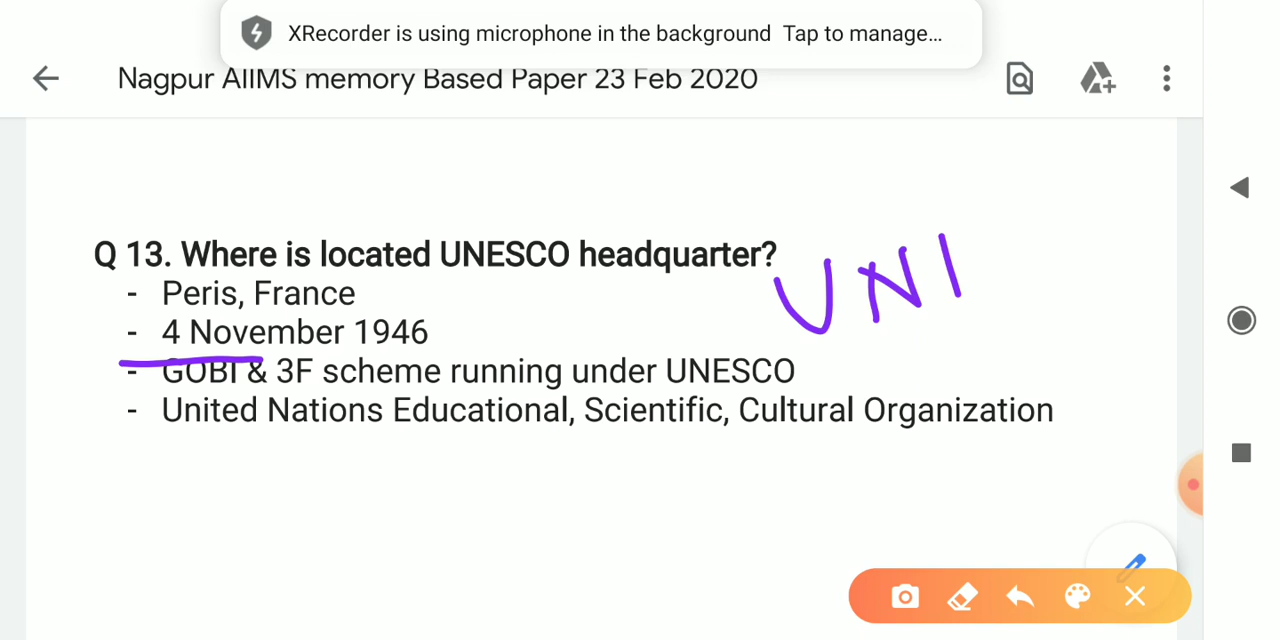 XRecorder is using microphone in the background Tap to manage...
Nagpur AIIMS memory Based Paper 23 Feb 2020
Q 13. Where is located UNESCO headquarter?
- Peris, France
- 4 November 1946
- GOBI & 3F scheme running under UNESCO
- United Nations Educational, Scientific, Cultural Organization
UNI